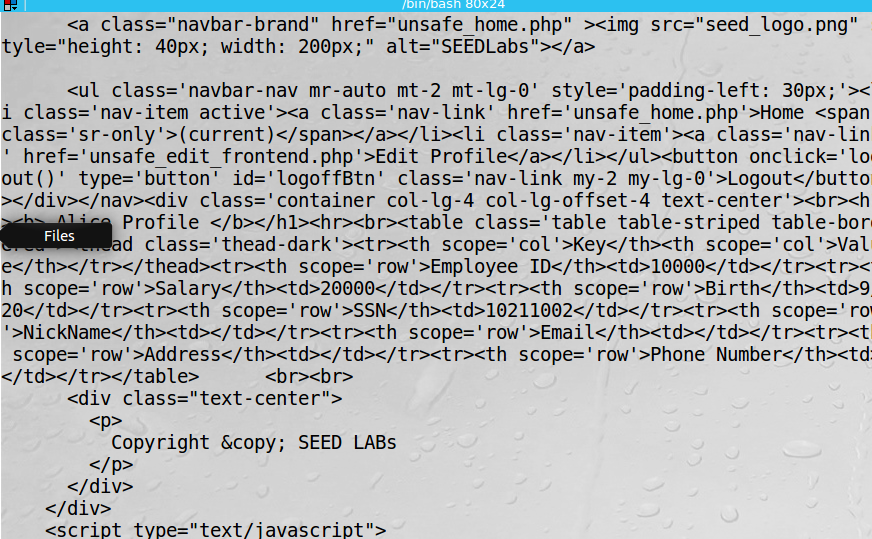 /bin/bash 80x24
<a class="navbar-brand" href="unsafe_home.php" ><img src="seed_logo.png"
tyle="height: 40px; width: 200px;" alt="SEEDLabs"></a>
<ul class='navbar-nav mr-auto mt-2 mt-lg-0' style='padding-left: 30px;'><l
i class='nav-item active'><a class='nav-link' href='unsafe_home.php'>Home <span
class='sr-only'>(current)</span></a></li><li class='nav-item'><a class='nav-lin
' href='unsafe_edit_frontend.php'>Edit Profile</a></li></ul><button onclick='lo
out()' type='button' id='logoffBtn' class='nav-link my-2 my-lg-0'>Logout</button
></div></nav><div class='container col-lg-4 col-lg-offset-4 text-center'><br><h
><b> Alice Profile </b></h1><hr><br><table class='table table-striped table-bor
Files
class='thead-dark'><tr><th scope='col'>Key</th><th scope='col'>Valu
e</th></tr></thead><tr><th scope='row'>Employee ID</th><td>10000</td></tr><tr><t
h scope='row'>Salary</th><td>20000</td></tr><tr><th scope='row'>Birth</th><td>9/
20</td></tr><tr><th scope='row'>SSN</th><td>10211002</td></tr><tr><th scope='row
'>NickName</th><td></td></tr><tr><th scope='row'>Email</th><td></td></tr><tr><th
scope='row'>Address</th><td></td></tr><tr><th scope='row'>Phone Number</th><td>
</td></tr></table>      <br><br>
<div class="text-center">
<p>
Copyright &copy; SEED LABs
</p>
</div>
</div>
<script type="text/javascript">